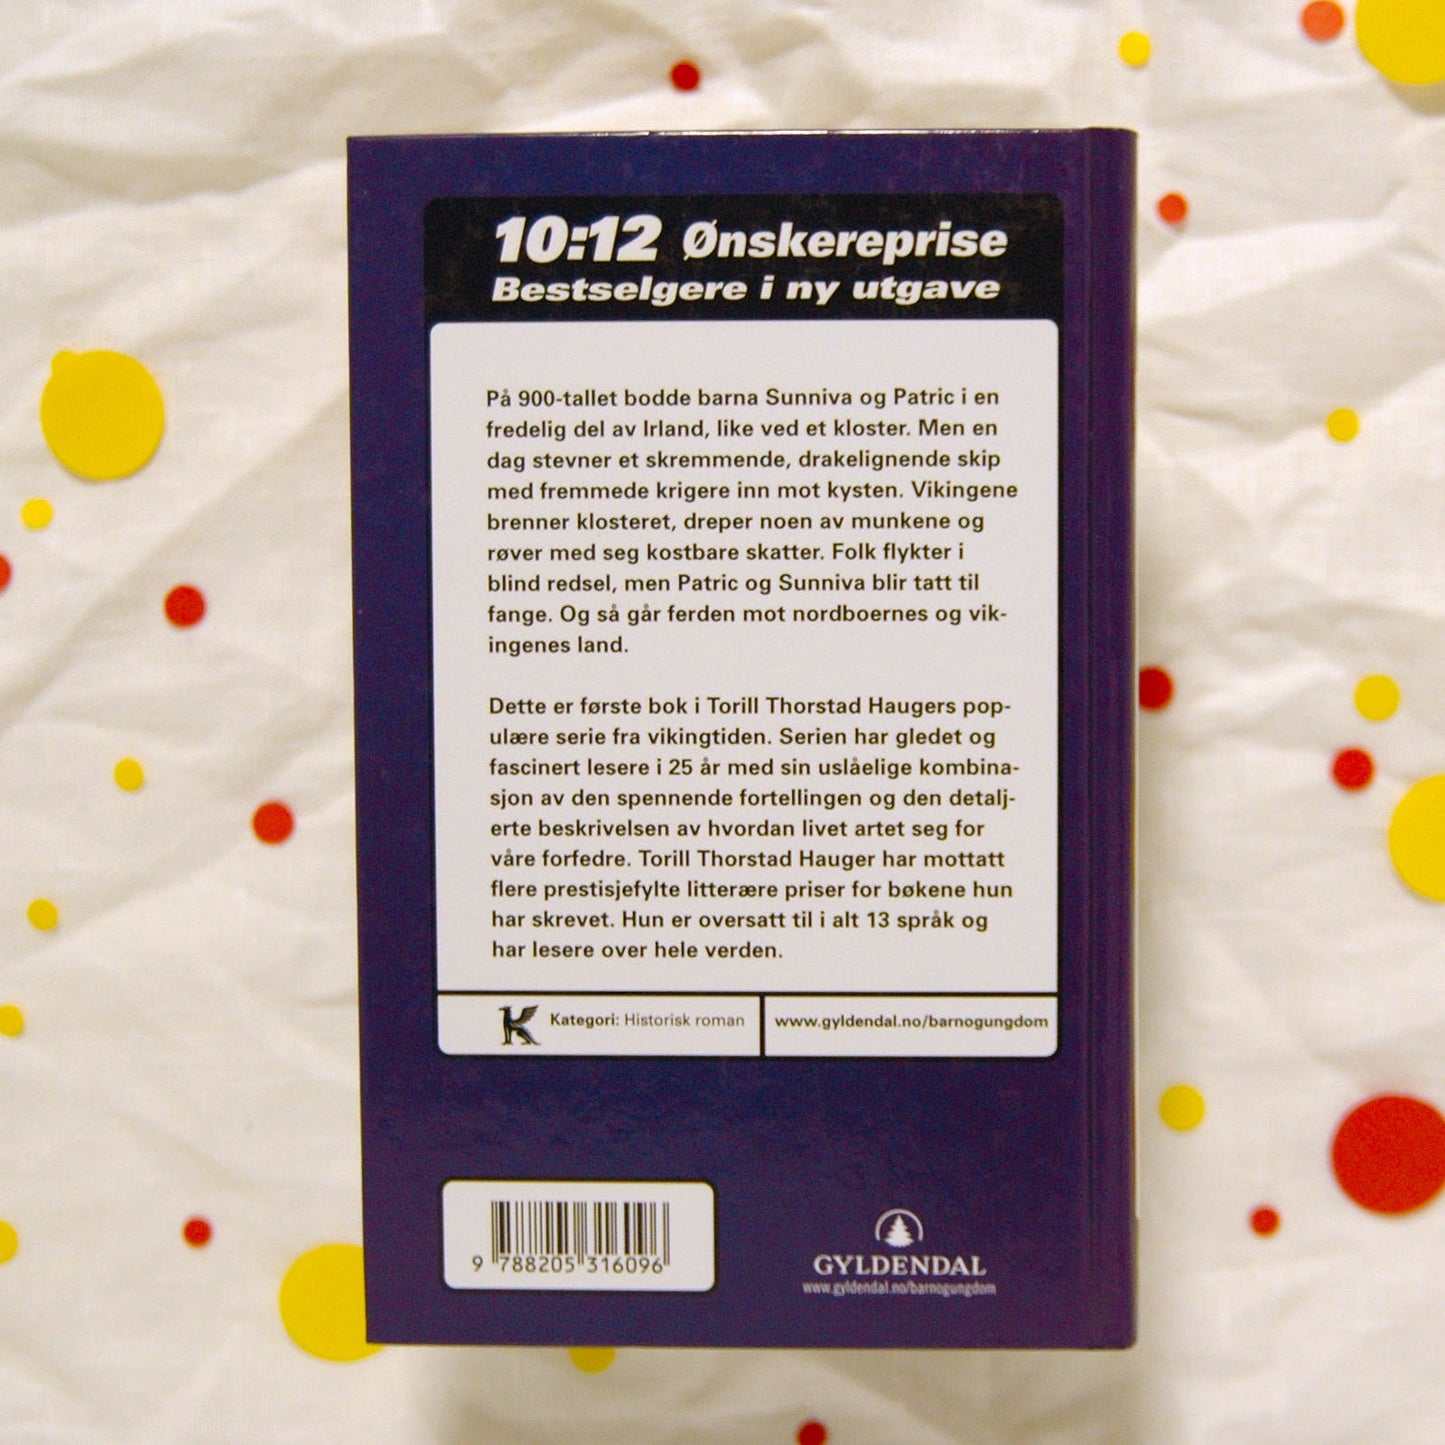 10:12 Ønskereprise
Bestselgere i ny utgave
På 900-tallet bodde barna Sunniva og Patric i en
fredelig del av Irland, like ved et kloster. Men en
dag stevner et skremmende, drakelignende skip
med fremmede krigere inn mot kysten. Vikingene
brenner klosteret, dreper noen av munkene og
røver med seg kostbare skatter. Folk flykter i
blind redsel, men Patric og Sunniva blir tatt til
fange. Og så går ferden mot nordboernes og vik-
ingenes land.
Dette er første bok i Torill Thorstad Haugers pop-
ulære serie fra vikingtiden. Serien har gledet og
fascinert lesere i 25 år med sin uslåelige kombina-
sjon av den spennende fortellingen og den detalj-
erte beskrivelsen av hvordan livet artet seg for
våre forfedre. Torill Thorstad Hauger har mottatt
flere prestisjefylte litterære priser for bøkene hun
har skrevet. Hun er oversatt til i alt 13 språk og
har lesere over hele verden.
Kategori: Historisk roman
www.gyldendal.no/barnogungdom
9 788205 316096
GYLDENDAL
www.gyldendal.no/barnogungdom